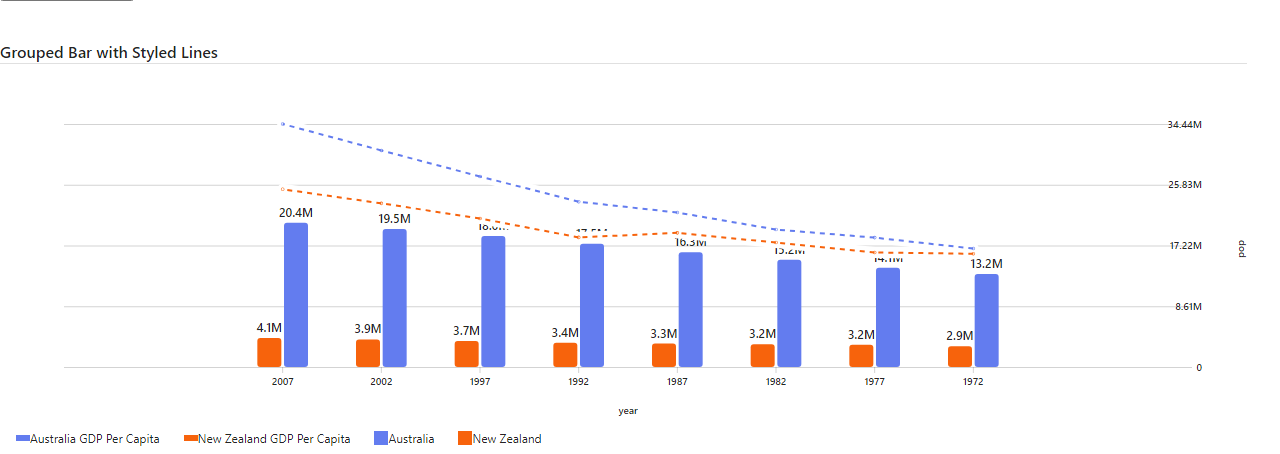 Grouped Bar with Styled Lines
34.44M
25.83M
20.4M
19.5M
17.22M
16.3M
15.2M
13.2M
pop
8.61M
4.1M
3.9M
3.7M
3.4M
3.3M
3.2M
3.2M
2.9M
0
2007 2002 1997 1992 1987 1982 1977 1972
year
Australia GDP Per Capita New Zealand GDP Per Capita Australia New Zealand